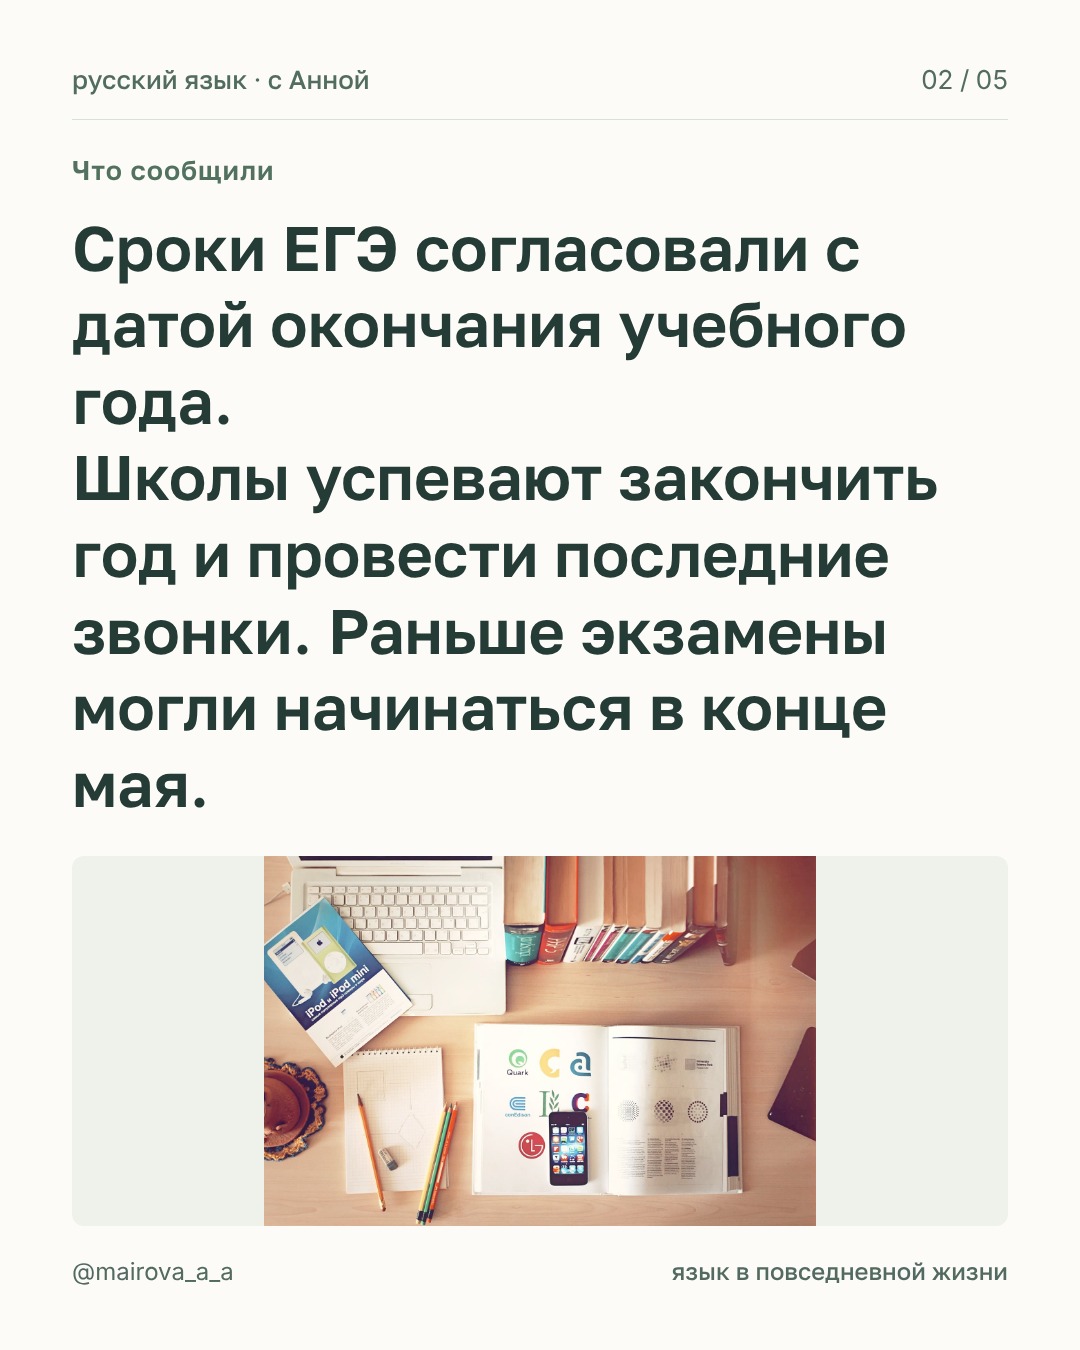 русский язык · с Анной
02 / 05
Что сообщили
Сроки ЕГЭ согласовали с
датой окончания учебного
года.
Школы успевают закончить
год и провести последние
звонки. Раньше экзамены
могли начинаться в конце
мая.
iPod и iPod mini
Quark
@mairova_a_a
язык в повседневной жизни